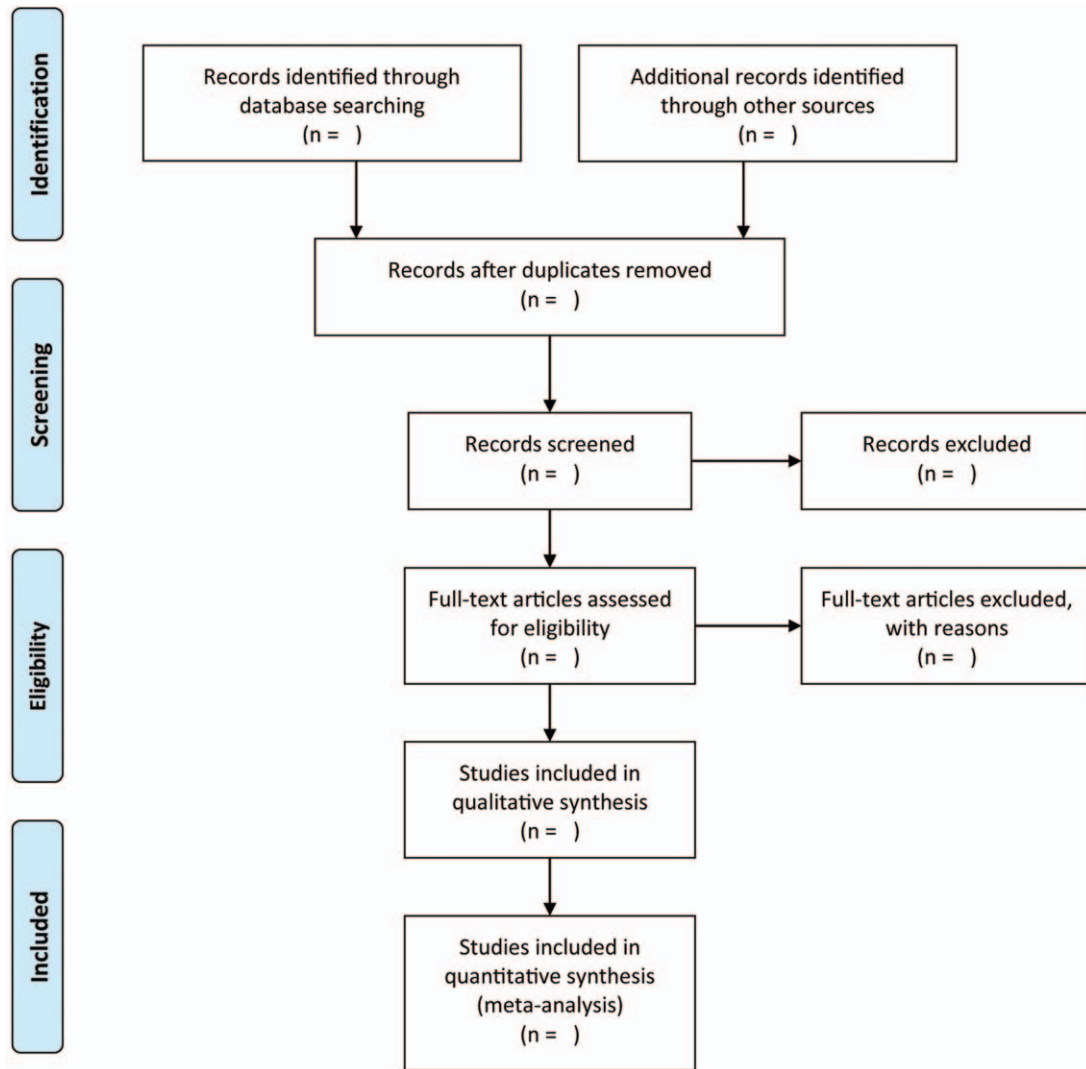 Identification
Records identified through
database searching
(n =   )
Additional records identified
through other sources
(n =   )
Records after duplicates removed
(n =   )
Screening
Records screened
(n =   )
Records excluded
(n =   )
Eligibility
Full-text articles assessed
for eligibility
(n =   )
Full-text articles excluded,
with reasons
(n =   )
Studies included in
qualitative synthesis
(n =   )
Included
Studies included in
quantitative synthesis
(meta-analysis)
(n =   )